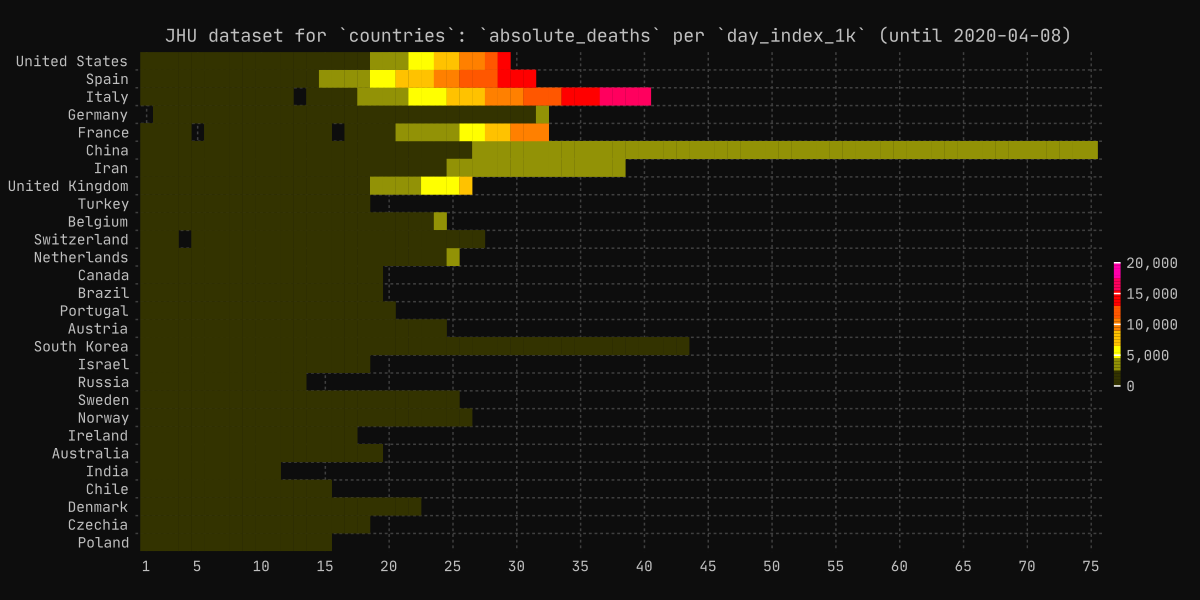 JHU dataset for `countries`: `absolute_deaths` per `day_index_1k` (until 2020-04-08)
United States
Spain
Italy
Germany
France
China
Iran
United Kingdom
Turkey
Belgium
Switzerland
Netherlands
Canada
Brazil
Portugal
Austria
South Korea
Israel
Russia
Sweden
Norway
Ireland
Australia
India
Chile
Denmark
Czechia
Poland
1 5 10 15 20 25 30 35 40 45 50 55 60 65 70 75
20,000
15,000
10,000
5,000
0